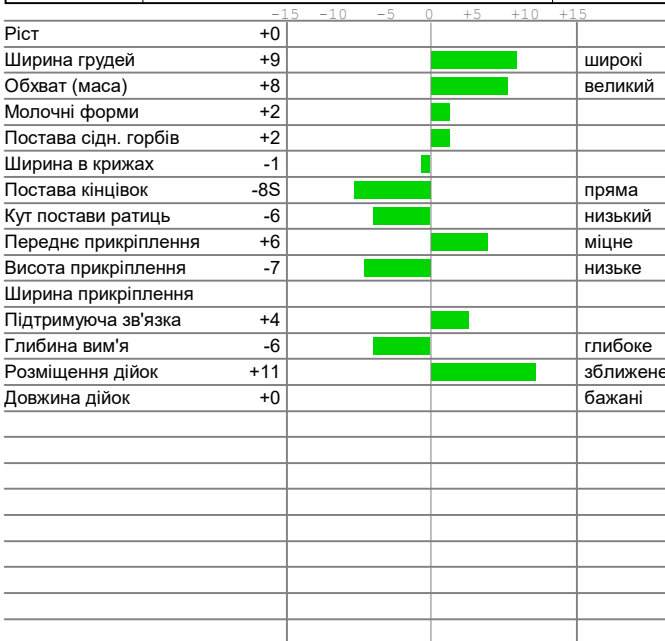 -15 -10 -5 0 +5 +10 +15
Ріст +0
Ширина грудей +9 широкі
Обхват (маса) +8 великий
Молочні форми +2
Постава сідн. горбів +2
Ширина в крижах -1
Постава кінцівок -8S пряма
Кут постави ратиць -6 низький
Переднє прикріплення +6 міцне
Висота прикріплення -7 низьке
Ширина прикріплення
Підтримуюча зв'язка +4
Глибина вим'я -6 глибоке
Розміщення дійок +11 зближене
Довжина дійок +0 бажані